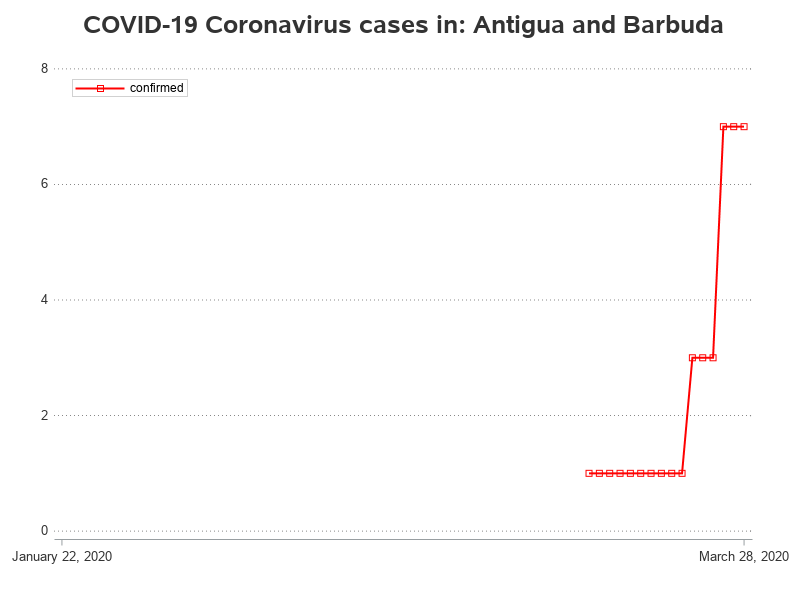 COVID-19 Coronavirus cases in: Antigua and Barbuda
8
confirmed
6
4
2
0
January 22, 2020
March 28, 2020